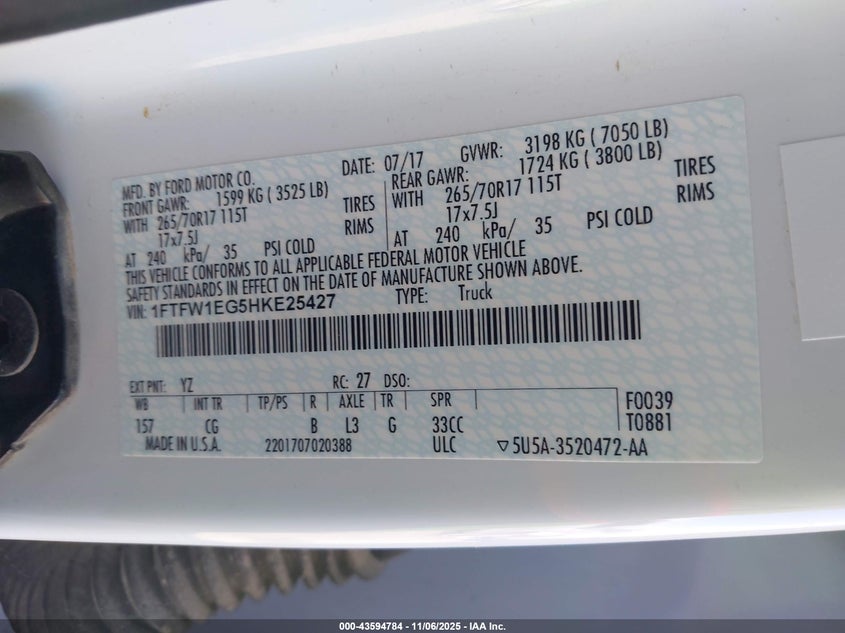 MFD. BY FORD MOTOR CO. DATE: 07/17 GVWR: 3198 KG ( 7050 LB)
FRONT GAWR: 1599 KG ( 3525 LB) REAR GAWR: 1724 KG ( 3800 LB)
WITH 265/70R17 115T TIRES WITH 265/70R17 115T TIRES
17x7.5J RIMS 17x7.5J RIMS
AT 240 kPa/ 35 PSI COLD AT 240 kPa/ 35 PSI COLD
THIS VEHICLE CONFORMS TO ALL APPLICABLE FEDERAL MOTOR VEHICLE
SAFETY STANDARDS IN EFFECT ON THE DATE OF MANUFACTURE SHOWN ABOVE.
VIN: 1FTFW1EG5HKE25427 TYPE: Truck
EXT PNT: YZ RC: 27 DSO:
WB INT TR TP/PS R AXLE TR SPR F0039
157 CG B L3 G 33CC T0881
MADE IN U.S.A. 2201707020388 ULC ▽5U5A-3520472-AA
000-43594784 - 11/06/2025 - IAA Inc.